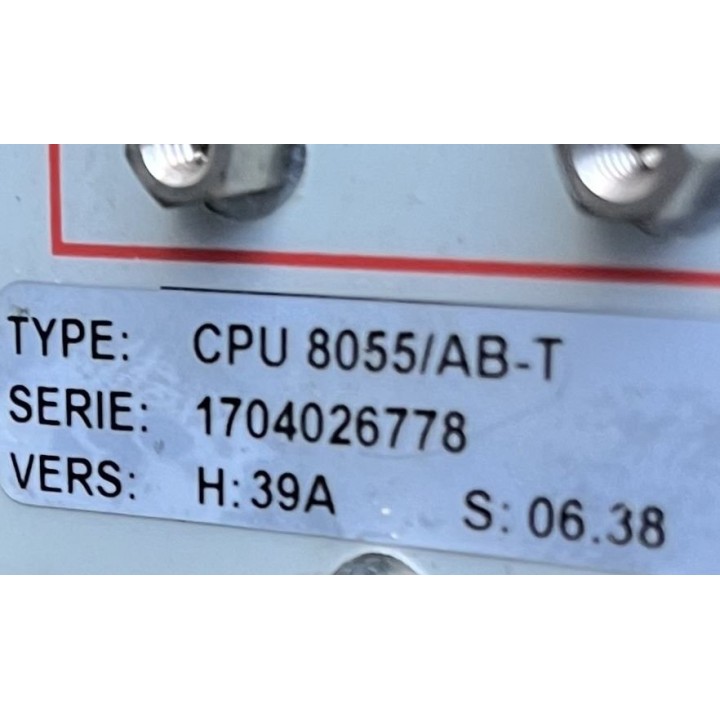 TYPE: CPU 8055/AB-T
SERIE: 1704026778
VERS: H:39A S: 06.38